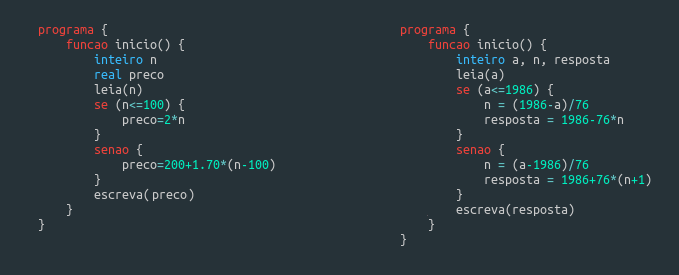 programa {
    funcao inicio() {
        inteiro n
        real preco
        leia(n)
        se (n<=100) {
            preco=2*n
        }
        senao {
            preco=200+1.70*(n-100)
        }
        escreva(preco)
    }
}
programa {
    funcao inicio() {
        inteiro a, n, resposta
        leia(a)
        se (a<=1986) {
            n = (1986-a)/76
            resposta = 1986-76*n
        }
        senao {
            n = (a-1986)/76
            resposta = 1986+76*(n+1)
        }
        escreva(resposta)
    }
}